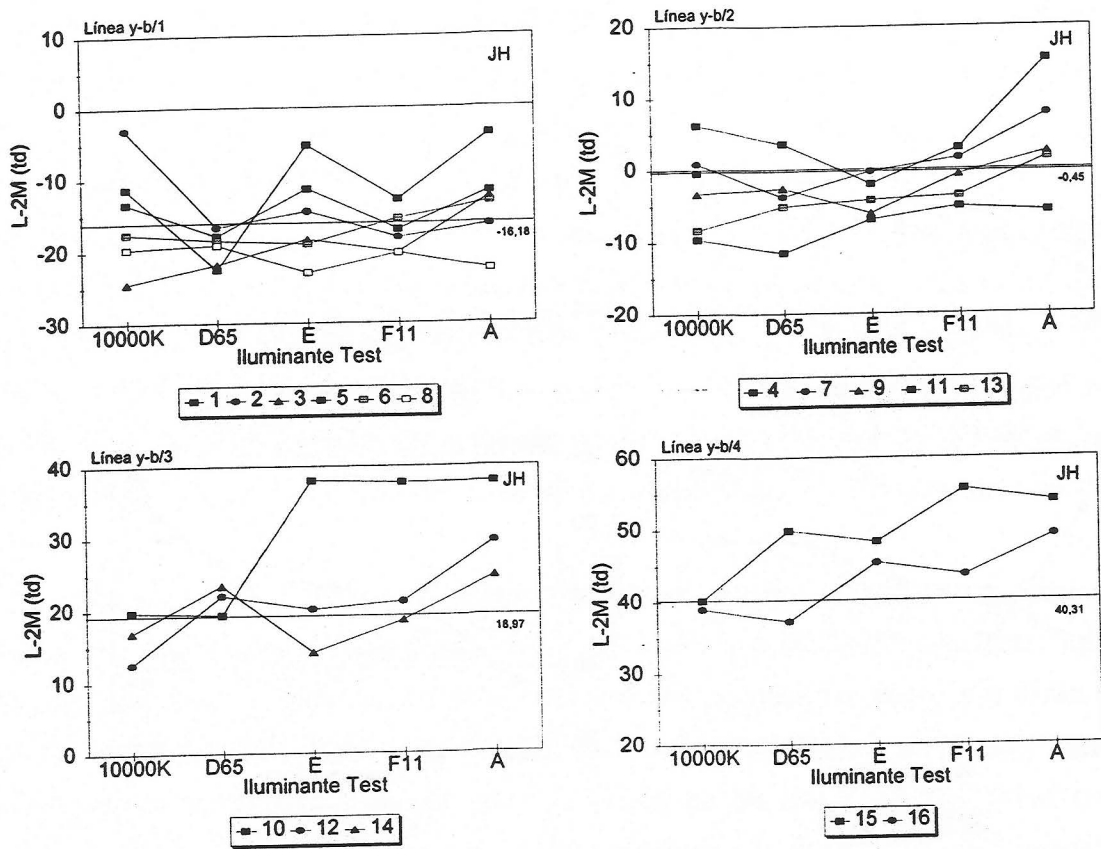 Línea y-b/1
JH
L-2M (td)
10
0
-10
-20
-30
-16,18
10000K D65 E F11 A
Iluminante Test
1 2 3 5 6 8
Línea y-b/2
JH
L-2M (td)
20
10
0
-10
-20
-0,45
10000K D65 E F11 A
Iluminante Test
4 7 9 11 13
Línea y-b/3
JH
L-2M (td)
40
30
20
10
0
18,97
10000K D65 E F11 A
Iluminante Test
10 12 14
Línea y-b/4
JH
L-2M (td)
60
50
40
30
20
40,31
10000K D65 E F11 A
Iluminante Test
15 16